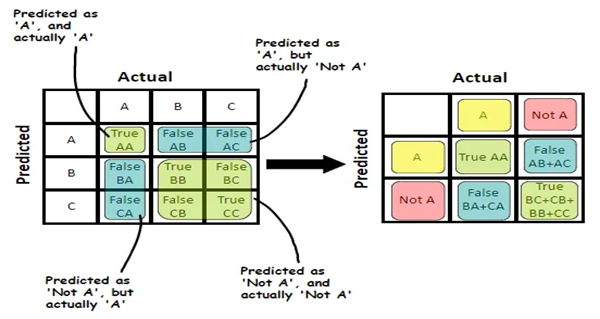 Predicted as
'A', and
actually 'A'
Predicted as
'A', but
actually 'Not A'
Actual
A B C
Predicted
A True AA False AB False AC
B False BA True BB False BC
C False CA False CB True CC
Predicted as
'Not A', but
actually 'A'
Predicted as
'Not A', and
actually 'Not A'
Actual
A Not A
Predicted
A True AA False AB+AC
Not A False BA+CA True BC+CB+BB+CC